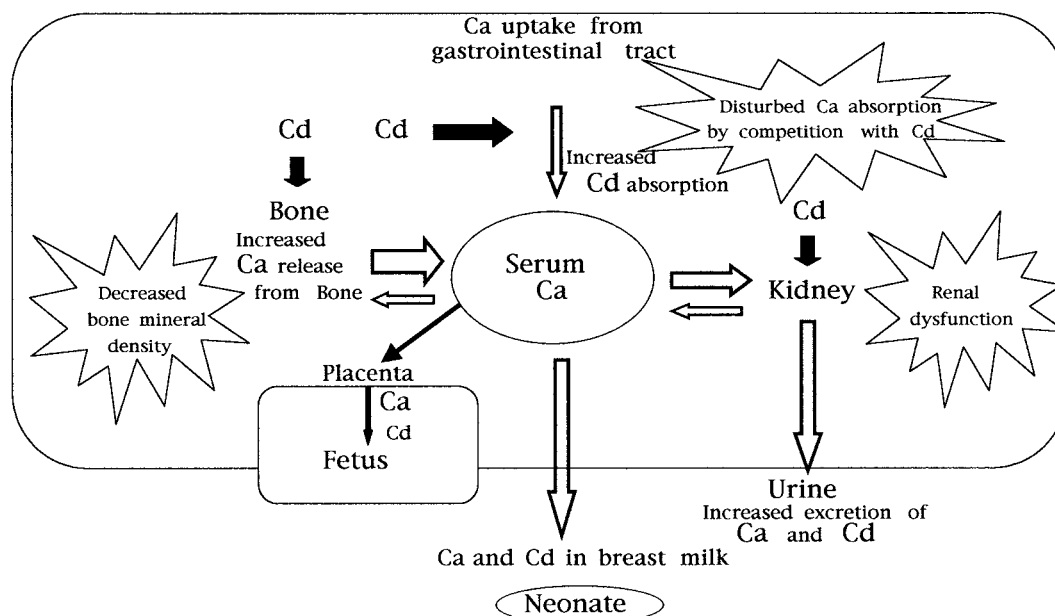 Ca uptake from
gastrointestinal tract
Disturbed Ca absorption
by competition with Cd
Cd
Cd
Increased
Cd absorption
Bone
Increased
Ca release
from Bone
Decreased
bone mineral
density
Serum
Ca
Cd
Kidney
Renal
dysfunction
Placenta
Ca
Cd
Fetus
Urine
Increased excretion of
Ca and Cd
Ca and Cd in breast milk
Neonate